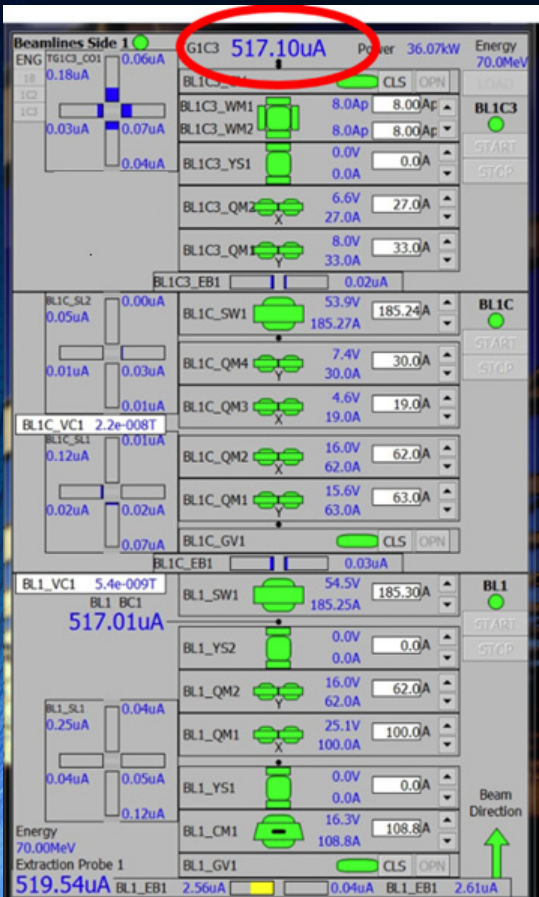 Beamlines Side 1
G1C3 517.10uA Power 36.07kW Energy
70.0MeV
ENG TG1C3_CO1 0.06uA
0.18uA
1B
1C2
1C3
0.03uA 0.07uA
0.04uA
CLS OPN
LOAD
BL1C3_WM1 8.0Ap 8.00Ap
BL1C3
BL1C3_WM2 8.0Ap 8.00Ap
START
STOP
BL1C3_YS1 0.0V
0.0A 0.0A
BL1C3_QM2 X 6.6V
27.0A 27.0A
BL1C3_QM1 Y 8.0V
33.0A 33.0A
BL1C3_EB1 0.02uA
BL1C_SL2 0.00uA
0.05uA
0.01uA 0.03uA
0.01uA
BL1C_SW1 53.9V
185.27A 185.24A
BL1C
START
STOP
BL1C_QM4 Y 7.4V
30.0A 30.0A
BL1C_QM3 X 4.6V
19.0A 19.0A
BL1C_VC1 2.2e-008T
BL1C_SL1 0.01uA
0.12uA
0.02uA 0.02uA
0.07uA
BL1C_QM2 X 16.0V
62.0A 62.0A
BL1C_QM1 Y 15.6V
63.0A 63.0A
BL1C_GV1 CLS OPN
BL1C_EB1 0.03uA
BL1_VC1 5.4e-009T
BL1 BC1
517.01uA
BL1_SW1 54.5V
185.25A 185.30A
BL1
START
STOP
BL1_YS2 0.0V
0.0A 0.0A
BL1_QM2 Y 16.0V
62.0A 62.0A
BL1_SL1 0.04uA
0.25uA
0.04uA 0.05uA
0.12uA
BL1_QM1 X 25.1V
100.0A 100.0A
BL1_YS1 0.0V
0.0A 0.0A
BL1_CM1 16.3V
108.8A 108.8A
Beam
Direction
Energy
70.00MeV
Extraction Probe 1
519.54uA
BL1_GV1 CLS OPN
BL1_EB1 2.56uA 0.04uA BL1_EB1 2.61uA